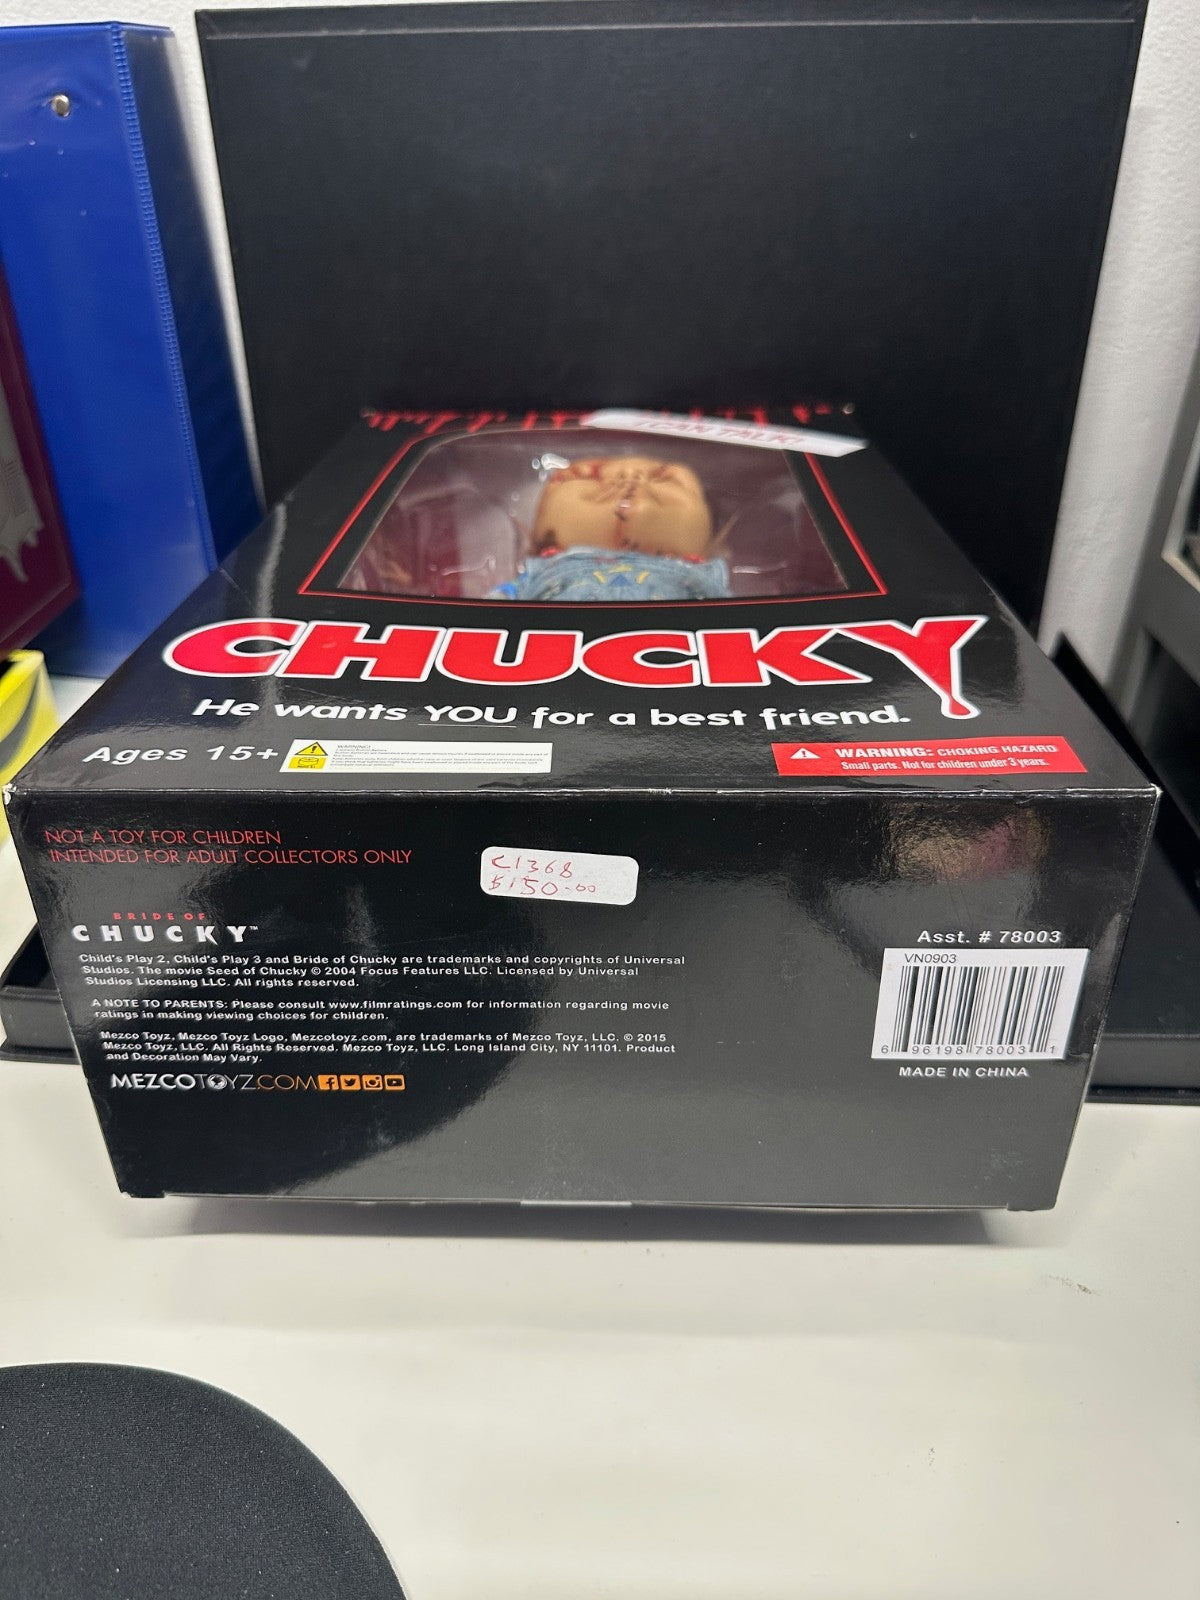 I CAN TALK!
CHUCKY
He wants YOU for a best friend.
Ages 15+
WARNING!
WARNING: CHOKING HAZARD
Small parts. Not for children under 3 years.
NOT A TOY FOR CHILDREN
INTENDED FOR ADULT COLLECTORS ONLY
C1368
$150.00
BRIDE OF
CHUCKY™
Child's Play 2, Child's Play 3 and Bride of Chucky are trademarks and copyrights of Universal
Studios. The movie Seed of Chucky © 2004 Focus Features LLC. Licensed by Universal
Studios Licensing LLC. All rights reserved.
A NOTE TO PARENTS: Please consult www.filmratings.com for information regarding movie
ratings in making viewing choices for children.
Mezco Toyz, Mezco Toyz Logo, Mezcotoyz.com, are trademarks of Mezco Toyz, LLC. © 2015
Mezco Toyz, LLC. All Rights Reserved. Mezco Toyz, LLC. Long Island City, NY 11101. Product
and Decoration May Vary.
MEZCOTOYZ.COM
Asst. # 78003
VN0903
6 96198 78003 1
MADE IN CHINA